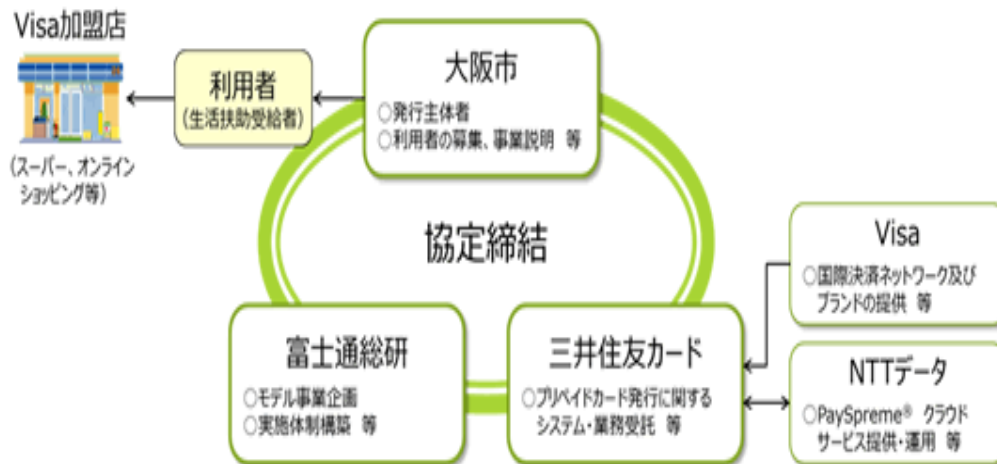 Visa加盟店
(スーパー、オンライン
ショッピング等)
利用者
(生活扶助受給者)
大阪市
○発行主体者
○利用者の募集、事業説明 等
協定締結
富士通総研
○モデル事業企画
○実施体制構築 等
三井住友カード
○プリペイドカード発行に関する
システム・業務受託 等
Visa
○国際決済ネットワーク及び
ブランドの提供 等
NTTデータ
○PaySpreme® クラウド
サービス提供・運用 等